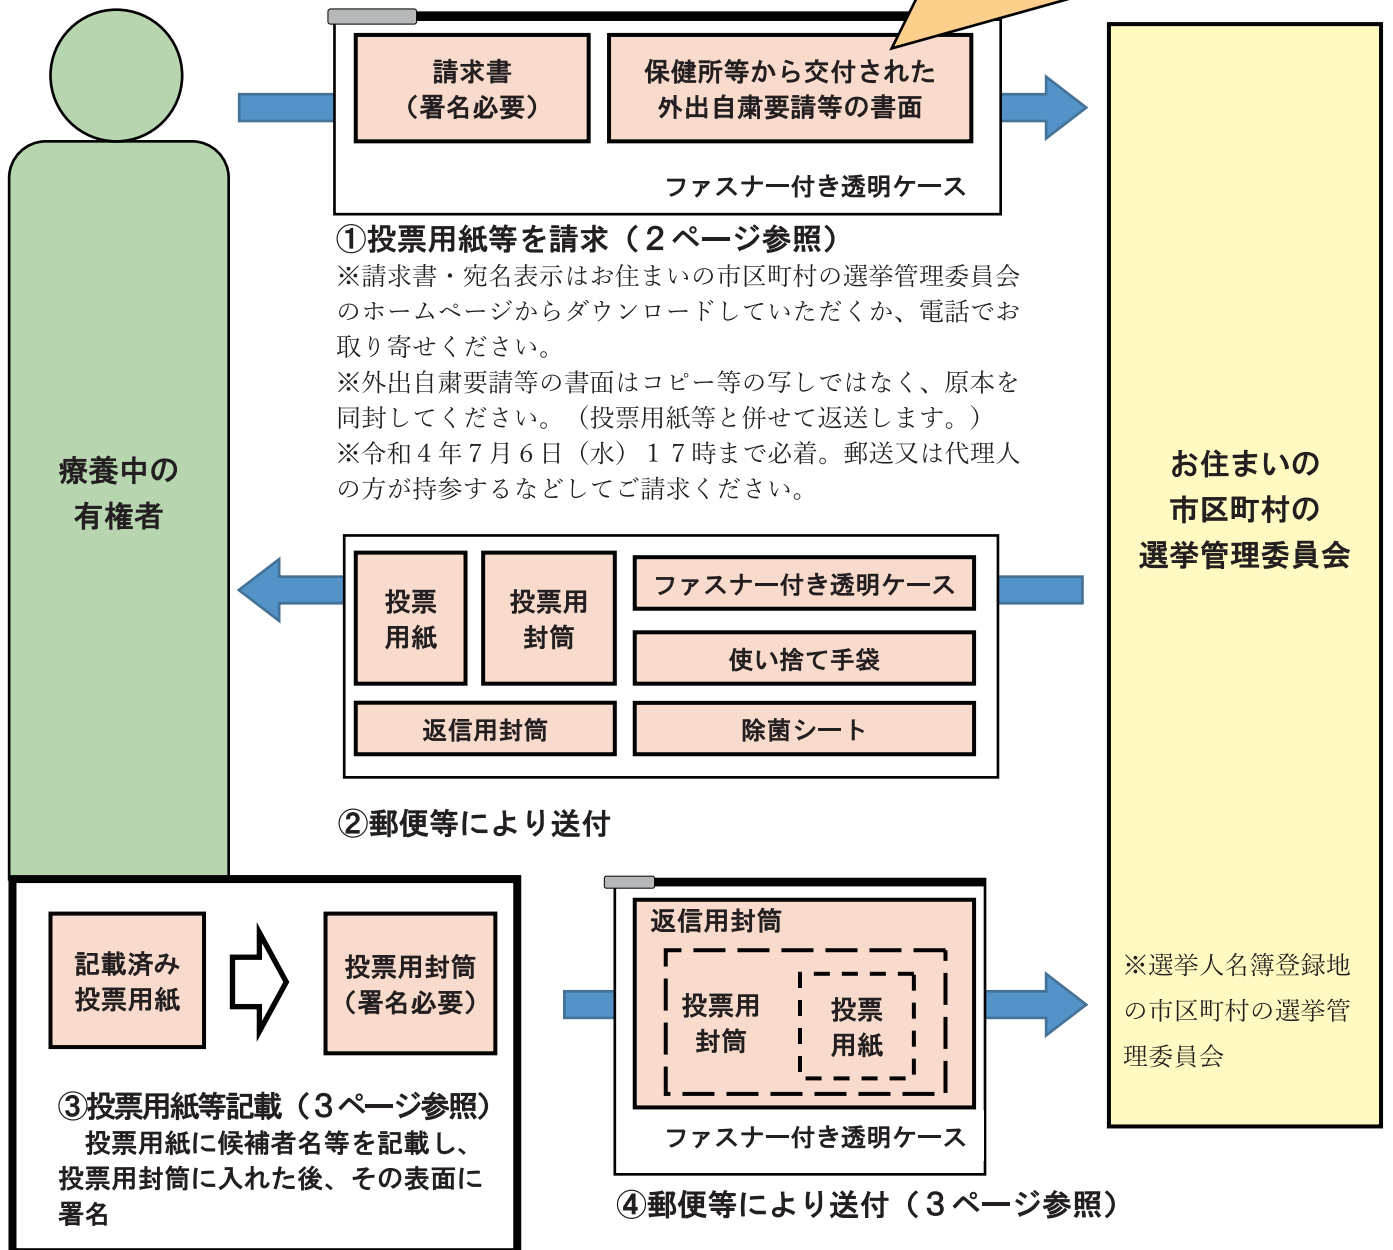 請求書
（署名必要）
保健所等から交付された
外出自粛要請等の書面
ファスナー付き透明ケース
①投票用紙等を請求（２ページ参照）
※請求書・宛名表示はお住まいの市区町村の選挙管理委員会
のホームページからダウンロードしていただくか、電話でお
取り寄せください。
※外出自粛要請等の書面はコピー等の写しではなく、原本を
同封してください。（投票用紙等と併せて返送します。）
※令和４年７月６日（水）１７時まで必着。郵送又は代理人
の方が持参するなどしてご請求ください。
療養中の
有権者
お住まいの
市区町村の
選挙管理委員会
投票
用紙
投票用
封筒
ファスナー付き透明ケース
使い捨て手袋
返信用封筒
除菌シート
②郵便等により送付
記載済み
投票用紙
投票用封筒
（署名必要）
③投票用紙等記載（３ページ参照）
投票用紙に候補者名等を記載し、
投票用封筒に入れた後、その表面に
署名
返信用封筒
投票用
封筒
投票
用紙
ファスナー付き透明ケース
④郵便等により送付（３ページ参照）
※選挙人名簿登録地
の市区町村の選挙管
理委員会